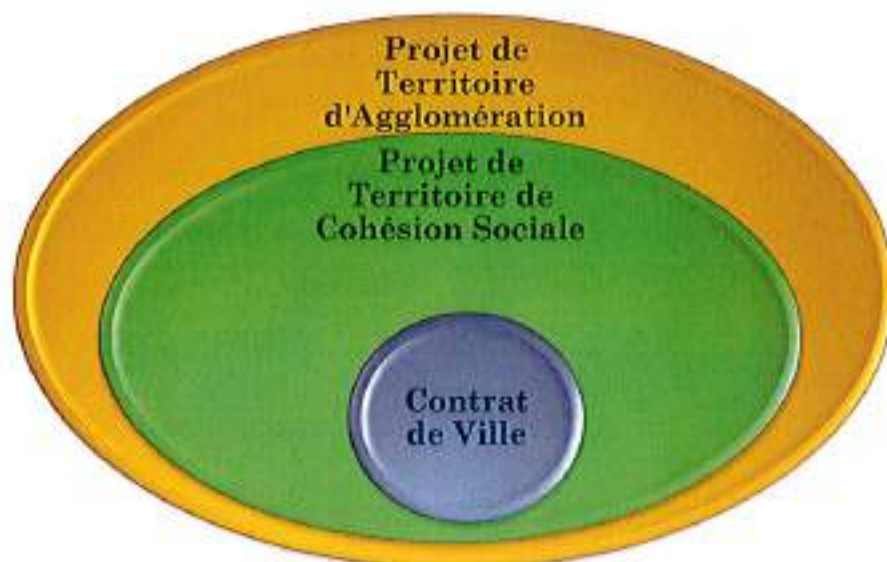 Projet de
Territoire
d'Agglomération
Projet de
Territoire de
Cohésion Sociale
Contrat
de Ville